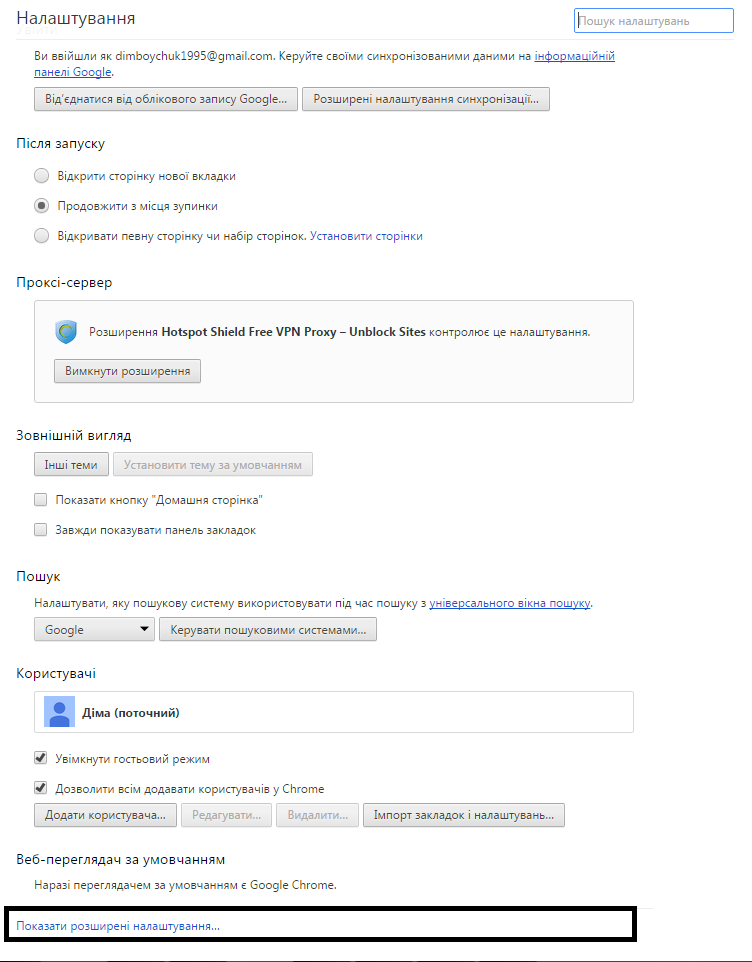 Налаштування
Пошук налаштувань
Увійти
Ви ввійшли як dimboychuk1995@gmail.com. Керуйте своїми синхронізованими даними на інформаційній
панелі Google.
Від’єднатися від облікового запису Google...
Розширені налаштування синхронізації...
Після запуску
Відкрити сторінку нової вкладки
Продовжити з місця зупинки
Відкривати певну сторінку чи набір сторінок. Установити сторінки
Проксі-сервер
Розширення Hotspot Shield Free VPN Proxy – Unblock Sites контролює це налаштування.
Вимкнути розширення
Зовнішній вигляд
Інші теми
Установити тему за умовчанням
Показати кнопку "Домашня сторінка"
Завжди показувати панель закладок
Пошук
Налаштувати, яку пошукову систему використовувати під час пошуку з універсального вікна пошуку.
Google
Керувати пошуковими системами...
Користувачі
Діма (поточний)
Увімкнути гостьовий режим
Дозволити всім додавати користувачів у Chrome
Додати користувача...
Редагувати...
Видалити...
Імпорт закладок і налаштувань...
Веб-переглядач за умовчанням
Наразі переглядачем за умовчанням є Google Chrome.
Показати розширені налаштування...